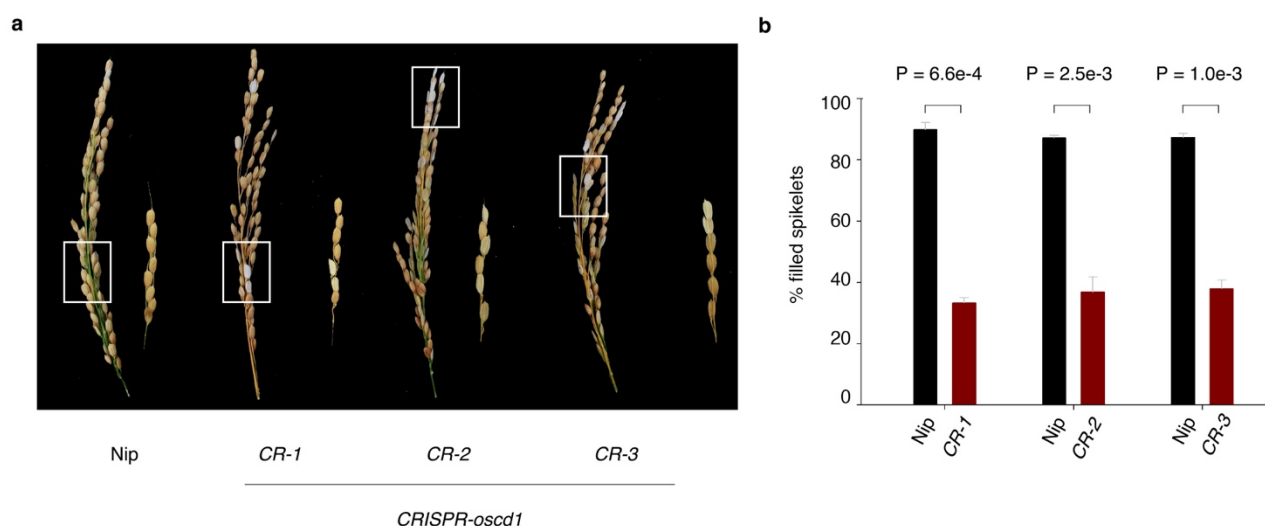 a
Nip
CR-1
CR-2
CR-3
CRISPR-oscd1
b
P = 6.6e-4
P = 2.5e-3
P = 1.0e-3
% filled spikelets
100
80
60
40
20
0
Nip
CR-1
Nip
CR-2
Nip
CR-3